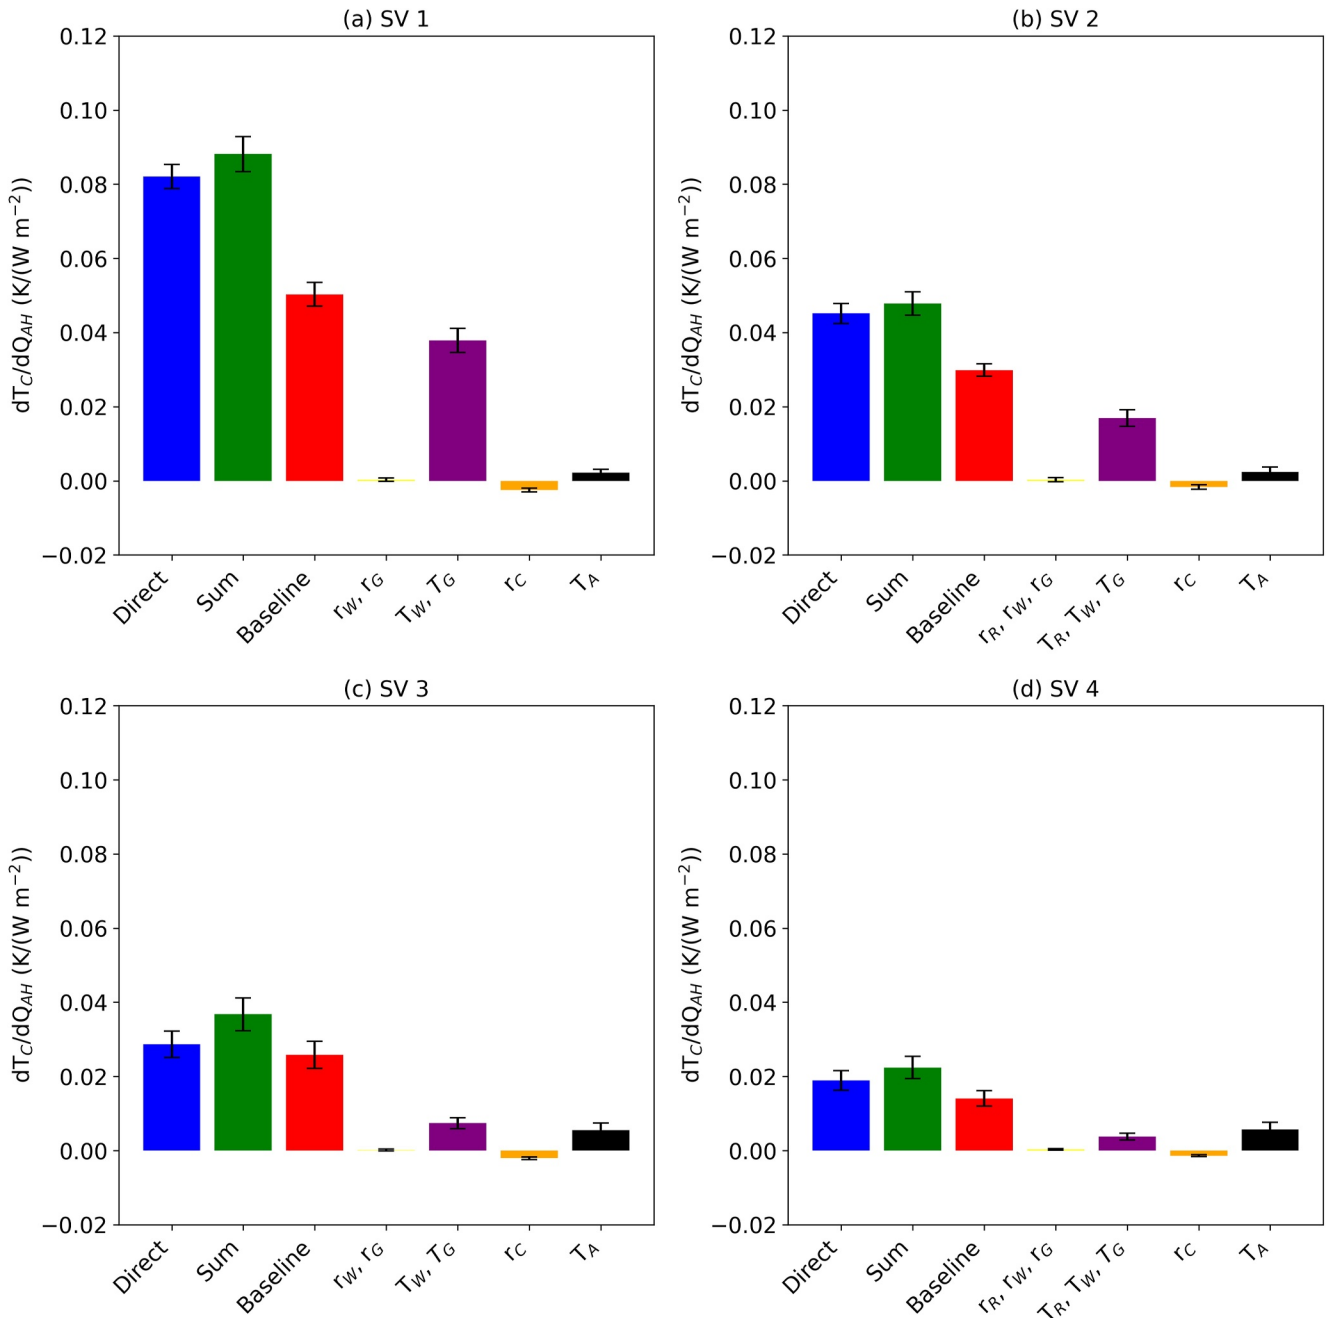 (a) SV 1
0.12
0.10
0.08
0.06
0.04
0.02
0.00
−0.02
dT_C/dQ_AH (K/(W m⁻²))
Direct
Sum
Baseline
r_W, r_G
T_W, T_G
r_C
T_A
(b) SV 2
0.12
0.10
0.08
0.06
0.04
0.02
0.00
−0.02
dT_C/dQ_AH (K/(W m⁻²))
Direct
Sum
Baseline
r_R, r_W, r_G
T_R, T_W, T_G
r_C
T_A
(c) SV 3
0.12
0.10
0.08
0.06
0.04
0.02
0.00
−0.02
dT_C/dQ_AH (K/(W m⁻²))
Direct
Sum
Baseline
r_W, r_G
T_W, T_G
r_C
T_A
(d) SV 4
0.12
0.10
0.08
0.06
0.04
0.02
0.00
−0.02
dT_C/dQ_AH (K/(W m⁻²))
Direct
Sum
Baseline
r_R, r_W, r_G
T_R, T_W, T_G
r_C
T_A